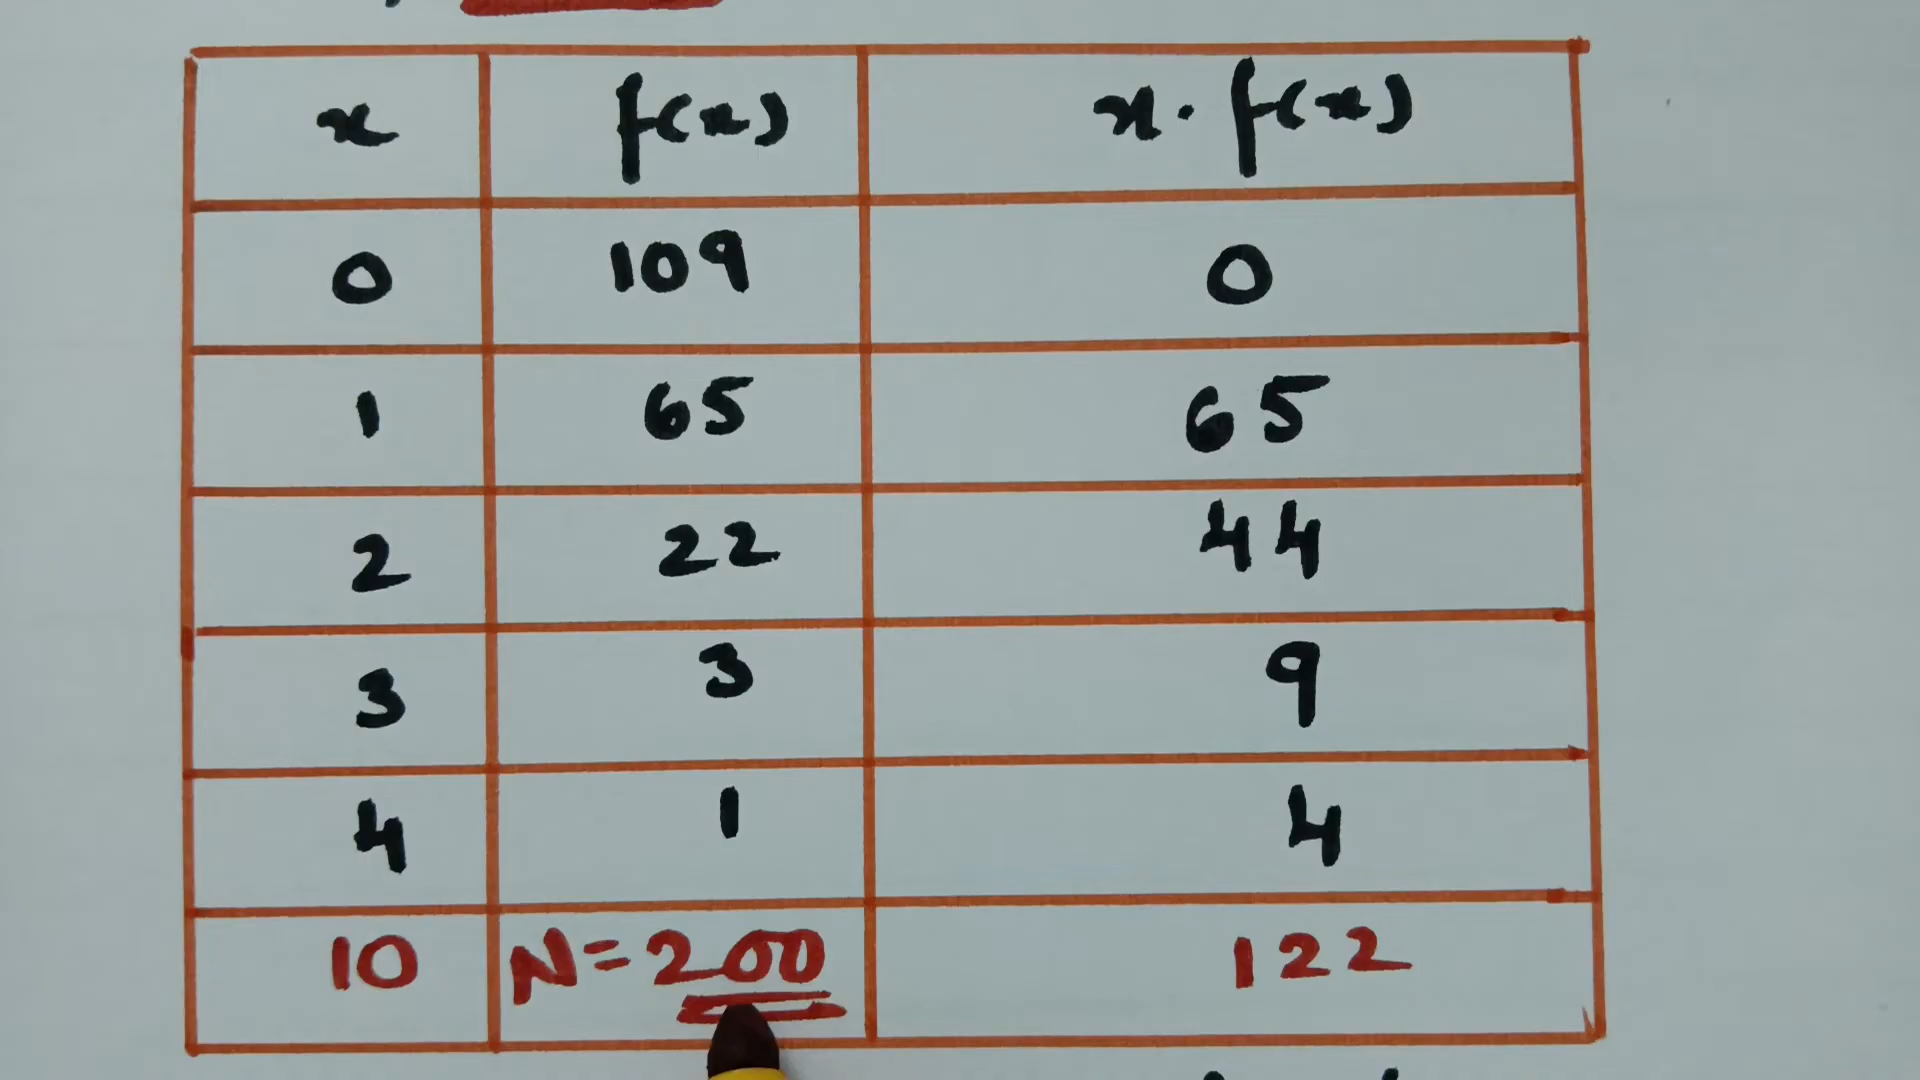 x f(x) x · f(x)
0 109 0
1 65 65
2 22 44
3 3 9
4 1 4
10 N=200 122